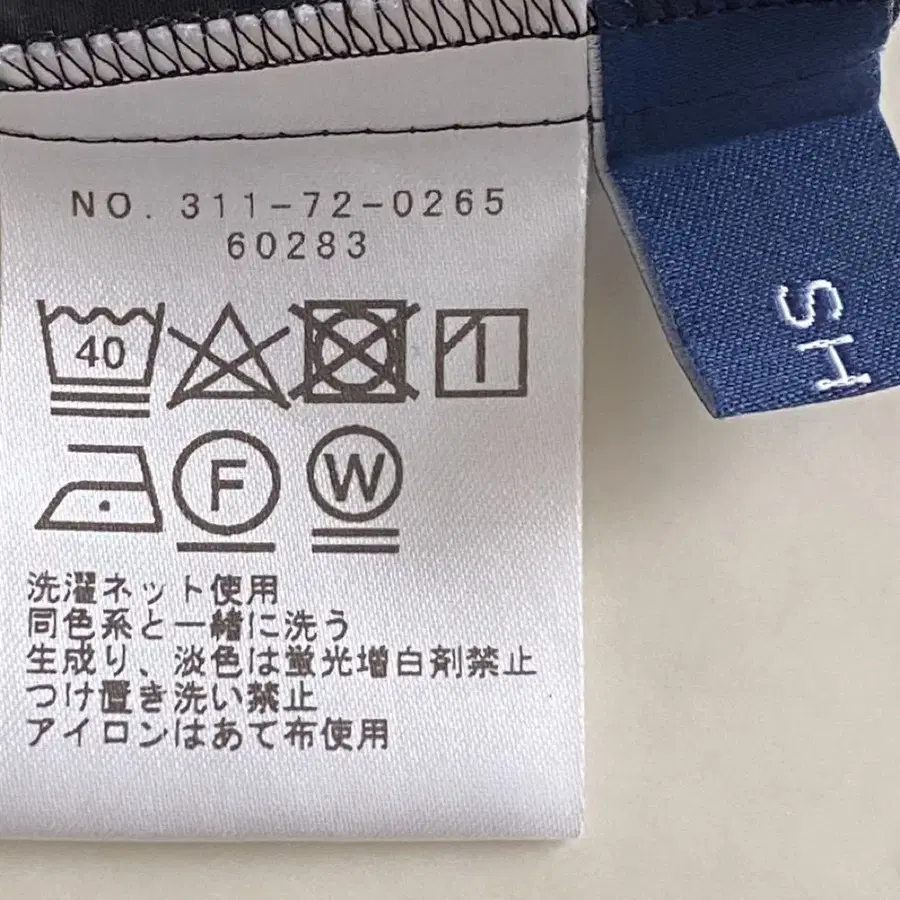 NO. 311-72-0265
60283
40
F
W
洗濯ネット使用
同色系と一緒に洗う
生成り、淡色は蛍光増白剤禁止
つけ置き洗い禁止
アイロンはあて布使用
SH